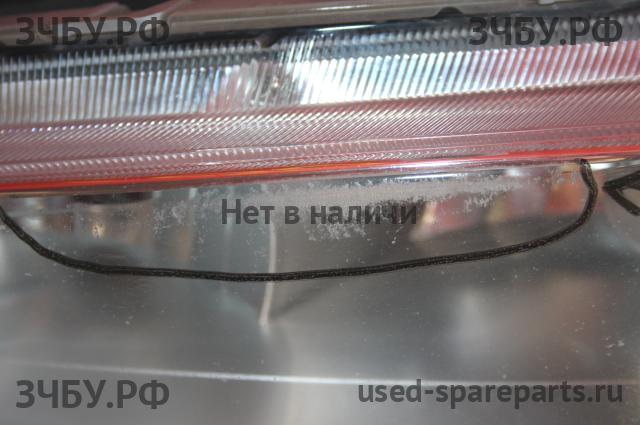 ЗЧБУ.РФ ЗЧБУ.РФ
Нет в наличи
ЗЧБУ.РФ used-spareparts.ru